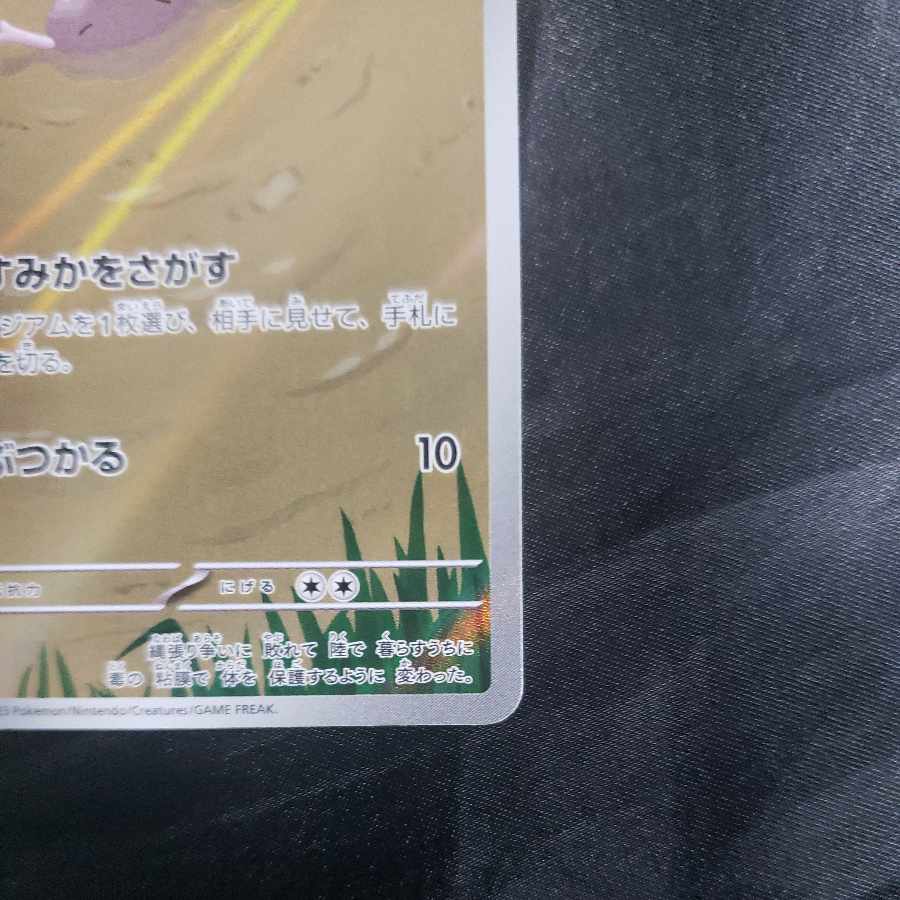 すみかをさがす
ジアムを1枚選び、相手に見せて、手札に
を切る。
ぶつかる 10
抗力 にげる
縄張り争いに 敗れて 陸で 暮らすうちに
毒の 粘膜で 体を 保護するように 変わった。
Pokémon/Nintendo/Creatures/GAME FREAK.